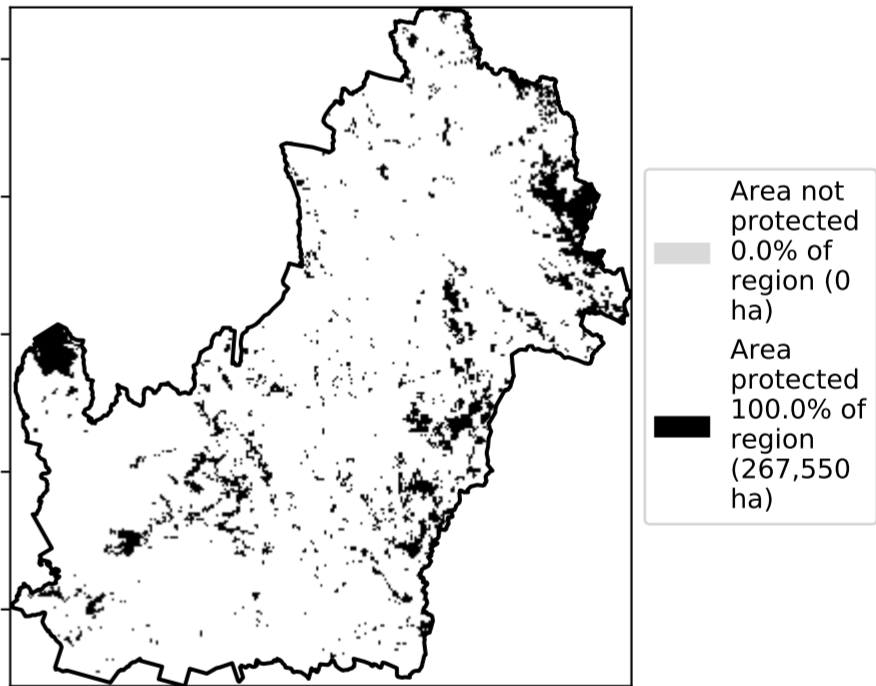 Area not
protected
0.0% of
region (0
ha)
Area
protected
100.0% of
region
(267,550
ha)